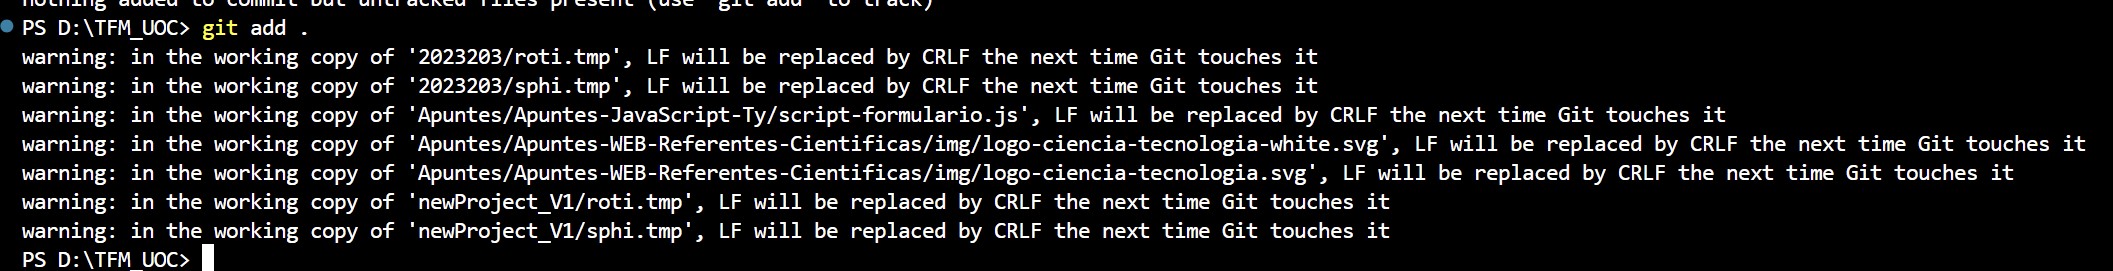 nothing added to commit but untracked files present (use "git add" to track)
PS D:\TFM_UOC> git add .
warning: in the working copy of '2023203/roti.tmp', LF will be replaced by CRLF the next time Git touches it
warning: in the working copy of '2023203/sphi.tmp', LF will be replaced by CRLF the next time Git touches it
warning: in the working copy of 'Apuntes/Apuntes-JavaScript-Ty/script-formulario.js', LF will be replaced by CRLF the next time Git touches it
warning: in the working copy of 'Apuntes/Apuntes-WEB-Referentes-Cientificas/img/logo-ciencia-tecnologia-white.svg', LF will be replaced by CRLF the next time Git touches it
warning: in the working copy of 'Apuntes/Apuntes-WEB-Referentes-Cientificas/img/logo-ciencia-tecnologia.svg', LF will be replaced by CRLF the next time Git touches it
warning: in the working copy of 'newProject_V1/roti.tmp', LF will be replaced by CRLF the next time Git touches it
warning: in the working copy of 'newProject_V1/sphi.tmp', LF will be replaced by CRLF the next time Git touches it
PS D:\TFM_UOC>